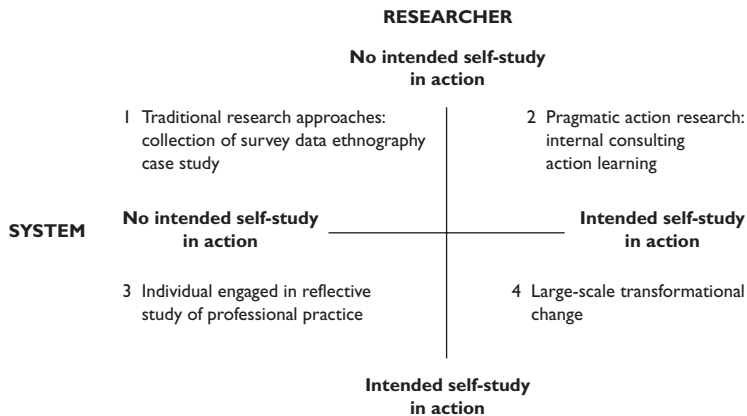 RESEARCHER
No intended self-study
in action
1 Traditional research approaches:
collection of survey data ethnography
case study
2 Pragmatic action research:
internal consulting
action learning
SYSTEM
No intended self-study
in action
Intended self-study
in action
3 Individual engaged in reflective
study of professional practice
4 Large-scale transformational
change
Intended self-study
in action